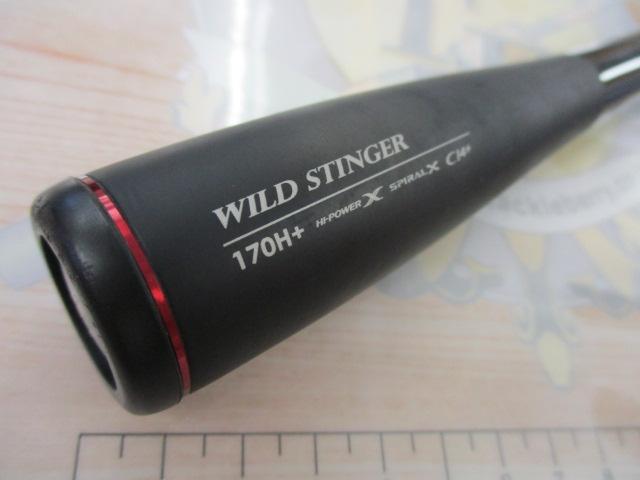 WILD STINGER
170H+ HI-POWER X SPIRAL X CI4+